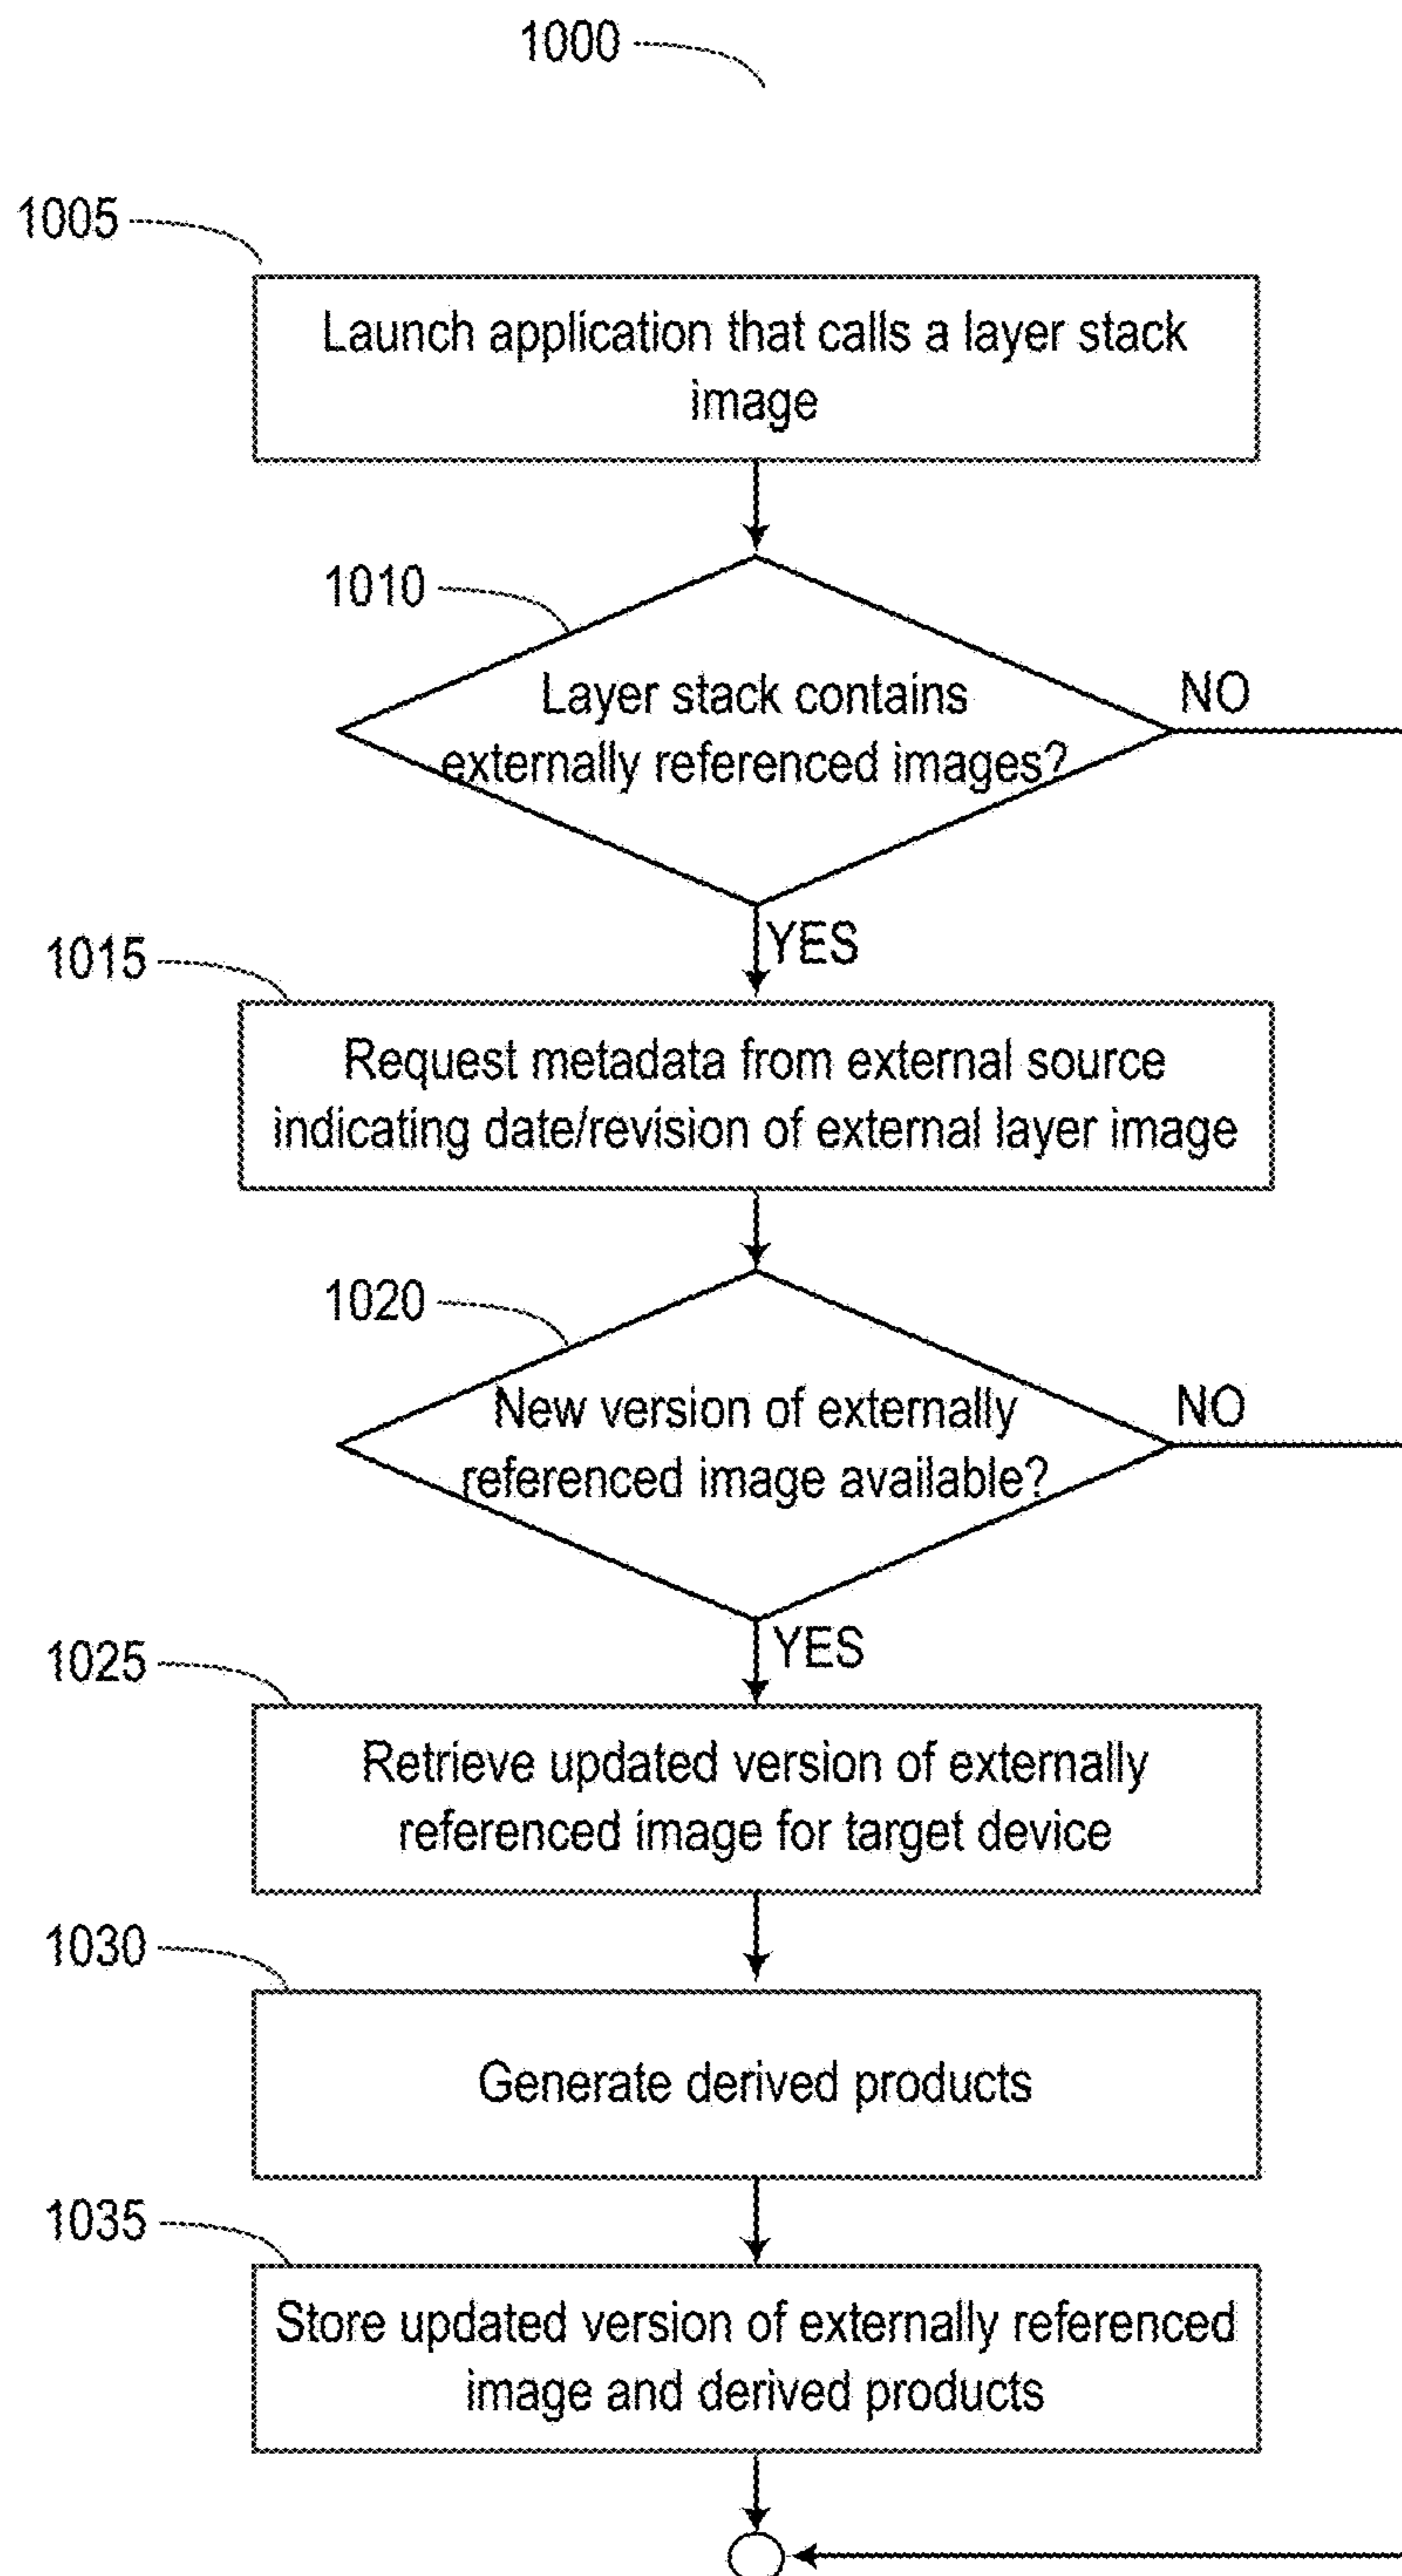 1000
1005
Launch application that calls a layer stack
image
1010
Layer stack contains
externally referenced images?
NO
YES
1015
Request metadata from external source
indicating date/revision of external layer image
1020
New version of externally
referenced image available?
NO
YES
1025
Retrieve updated version of externally
referenced image for target device
1030
Generate derived products
1035
Store updated version of externally referenced
image and derived products